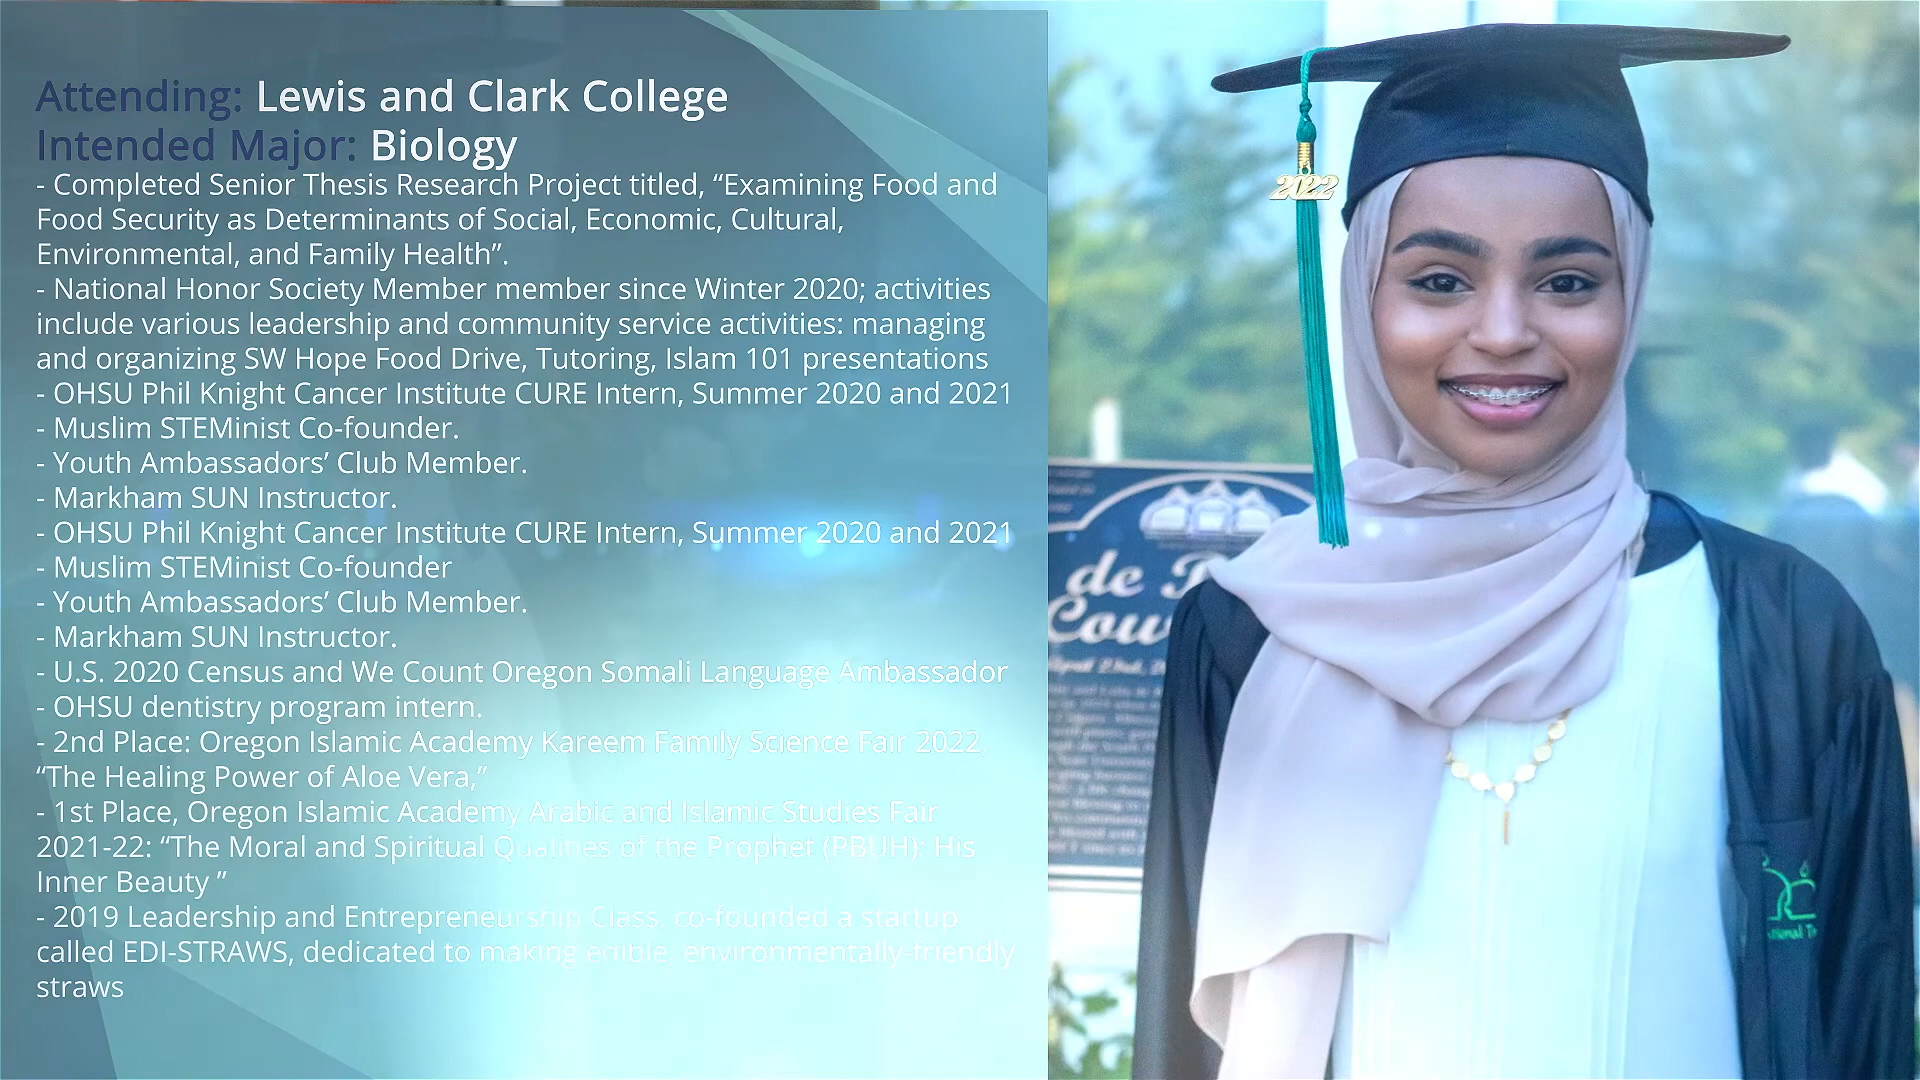 Attending: Lewis and Clark College
Intended Major: Biology
- Completed Senior Thesis Research Project titled, “Examining Food and
Food Security as Determinants of Social, Economic, Cultural,
Environmental, and Family Health”.
- National Honor Society Member member since Winter 2020; activities
include various leadership and community service activities: managing
and organizing SW Hope Food Drive, Tutoring, Islam 101 presentations
- OHSU Phil Knight Cancer Institute CURE Intern, Summer 2020 and 2021
- Muslim STEMinist Co-founder.
- Youth Ambassadors’ Club Member.
- Markham SUN Instructor.
- OHSU Phil Knight Cancer Institute CURE Intern, Summer 2020 and 2021
- Muslim STEMinist Co-founder
- Youth Ambassadors’ Club Member.
- Markham SUN Instructor.
- U.S. 2020 Census and We Count Oregon Somali Language Ambassador
- OHSU dentistry program intern.
- 2nd Place: Oregon Islamic Academy Kareem Family Science Fair 2022,
“The Healing Power of Aloe Vera,”
- 1st Place, Oregon Islamic Academy Arabic and Islamic Studies Fair
2021-22: “The Moral and Spiritual Qualities of the Prophet (PBUH): His
Inner Beauty ”
- 2019 Leadership and Entrepreneurship Class, co-founded a startup
called EDI-STRAWS, dedicated to making edible, environmentally-friendly
straws
2022
de
Cou